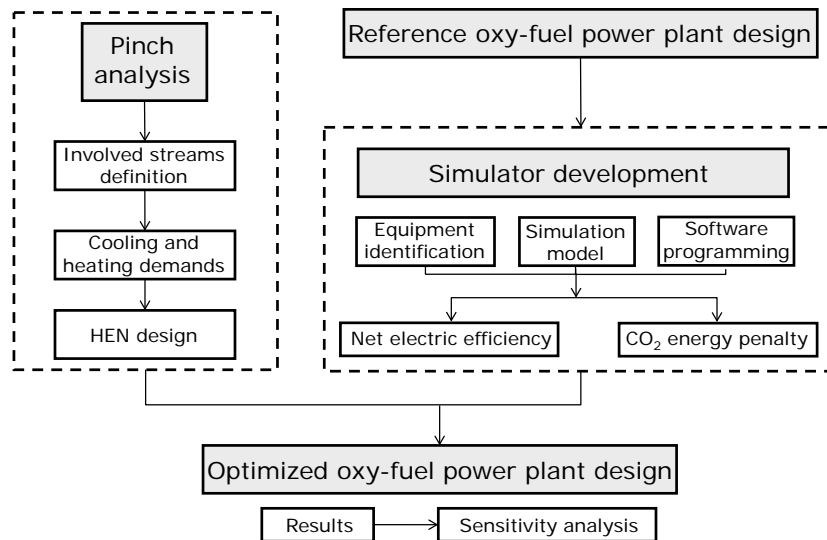 Pinch
analysis
Involved streams
definition
Cooling and
heating demands
HEN design
Reference oxy-fuel power plant design
Simulator development
Equipment
identification
Simulation
model
Software
programming
Net electric efficiency
CO₂ energy penalty
Optimized oxy-fuel power plant design
Results
Sensitivity analysis